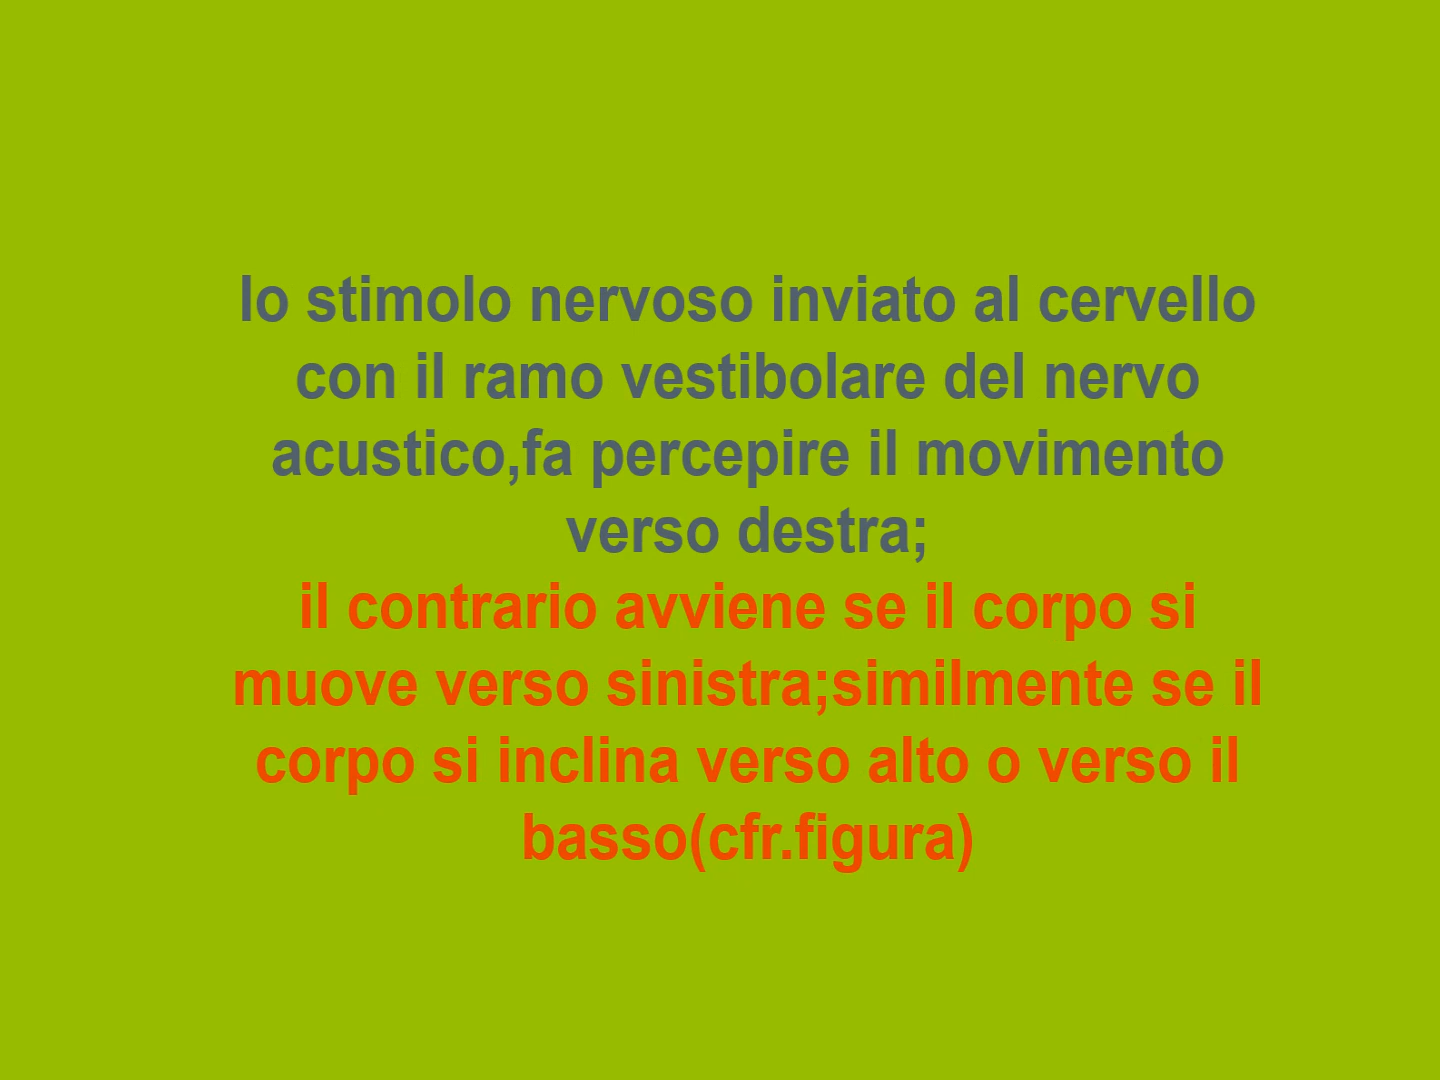 lo stimolo nervoso inviato al cervello
con il ramo vestibolare del nervo
acustico,fa percepire il movimento
verso destra;
il contrario avviene se il corpo si
muove verso sinistra;similmente se il
corpo si inclina verso alto o verso il
basso(cfr.figura)